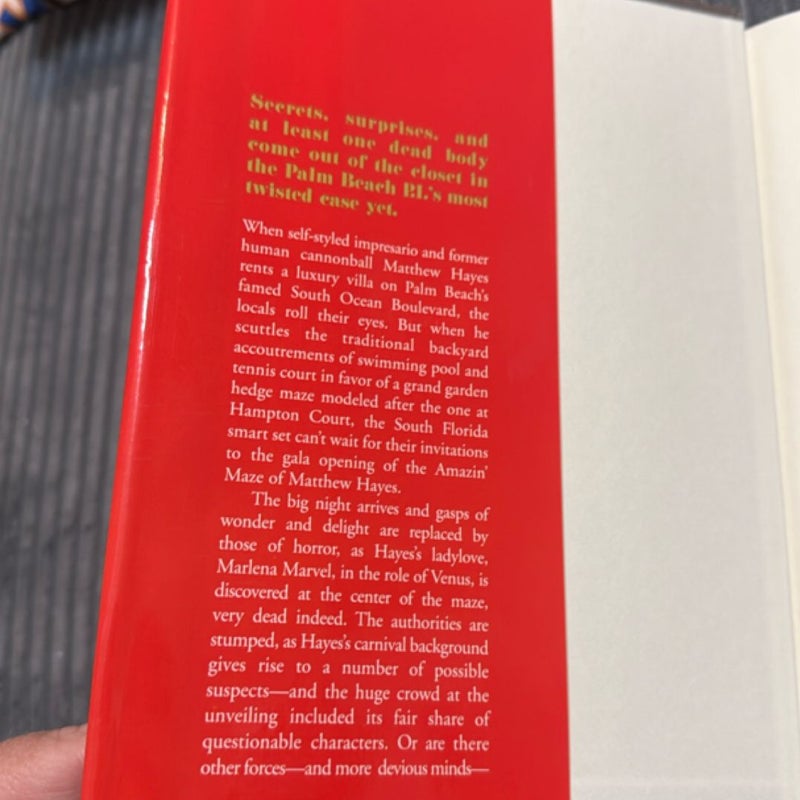 Secrets, surprises, and
at least one dead body
come out of the closet in
the Palm Beach P.I.'s most
twisted case yet.
When self-styled impresario and former
human cannonball Matthew Hayes
rents a luxury villa on Palm Beach's
famed South Ocean Boulevard, the
locals roll their eyes. But when he
scuttles the traditional backyard
accoutrements of swimming pool and
tennis court in favor of a grand garden
hedge maze modeled after the one at
Hampton Court, the South Florida
smart set can't wait for their invitations
to the gala opening of the Amazin'
Maze of Matthew Hayes.
The big night arrives and gasps of
wonder and delight are replaced by
those of horror, as Hayes's ladylove,
Marlena Marvel, in the role of Venus, is
discovered at the center of the maze,
very dead indeed. The authorities are
stumped, as Hayes's carnival background
gives rise to a number of possible
suspects—and the huge crowd at the
unveiling included its fair share of
questionable characters. Or are there
other forces—and more devious minds—